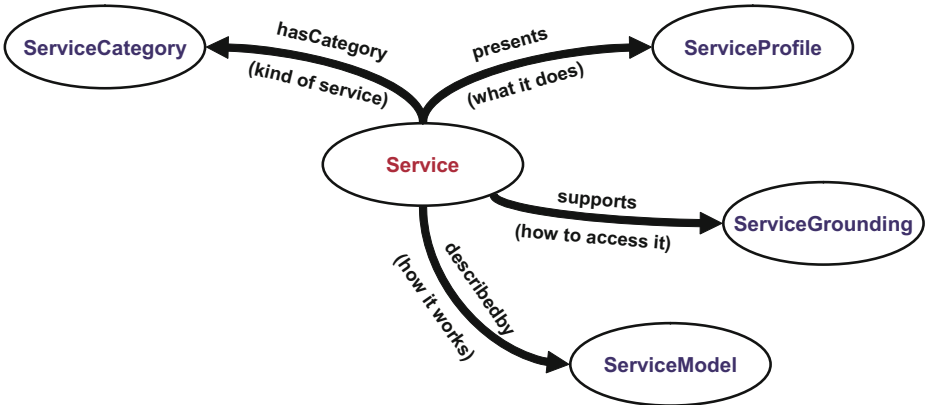 ServiceCategory
hasCategory
(kind of service)
presents
(what it does)
ServiceProfile
Service
supports
(how to access it)
ServiceGrounding
describedby
(how it works)
ServiceModel